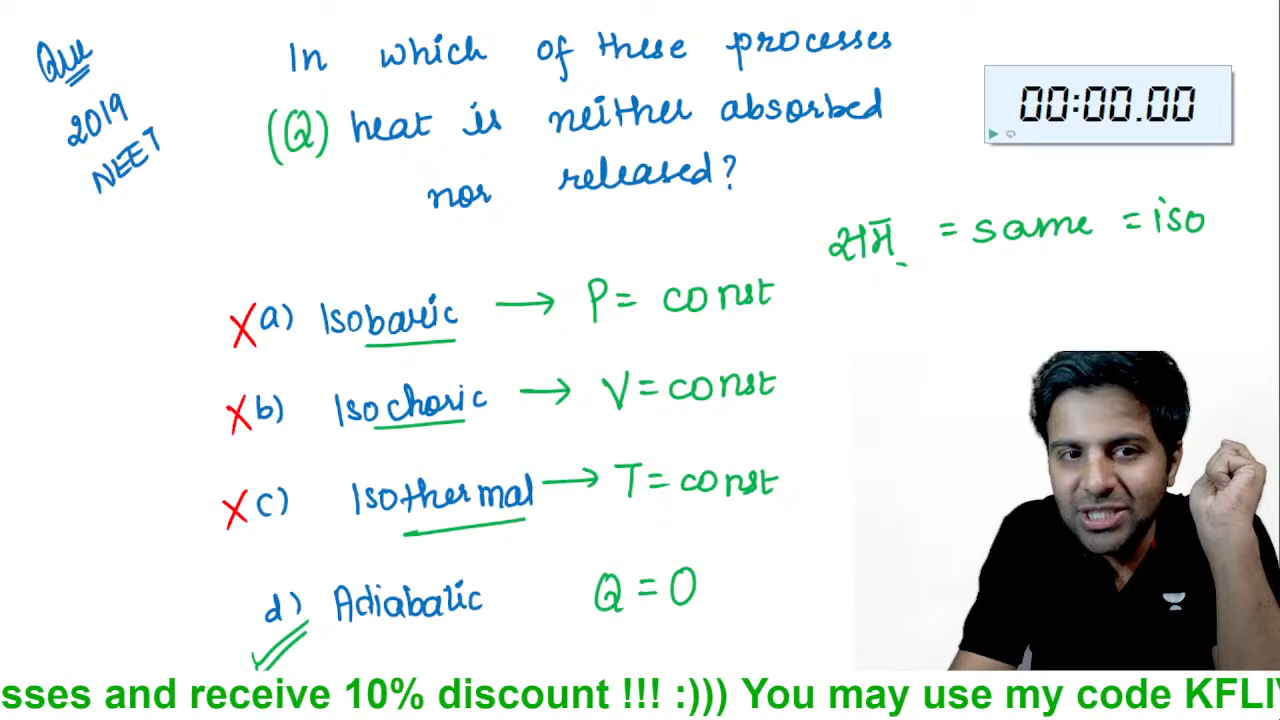 Que
2019
NEET
In which of these processes
(Q) heat is neither absorbed
nor released?
00:00.00
= same = iso
X a) Isobaric → P = const
X b) Isochoric → V = const
X c) Isothermal → T = const
d) Adiabatic Q = 0
sses and receive 10% discount !!! :))) You may use my code KFLIV